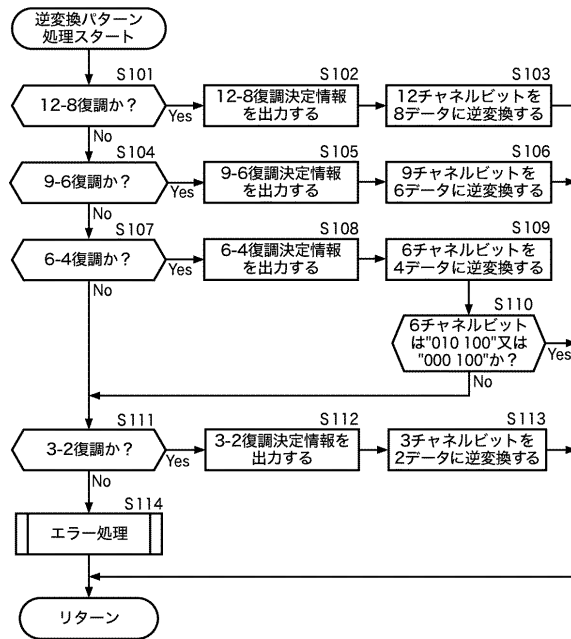 逆変換パターン
処理スタート
S101
12-8復調か？
Yes
No
S102
12-8復調決定情報
を出力する
S103
12チャネルビットを
8データに逆変換する
S104
9-6復調か？
Yes
No
S105
9-6復調決定情報
を出力する
S106
9チャネルビットを
6データに逆変換する
S107
6-4復調か？
Yes
No
S108
6-4復調決定情報
を出力する
S109
6チャネルビットを
4データに逆変換する
S110
6チャネルビット
は"010 100"又は
"000 100"か？
Yes
No
S111
3-2復調か？
Yes
No
S112
3-2復調決定情報を
出力する
S113
3チャネルビットを
2データに逆変換する
S114
エラー処理
リターン